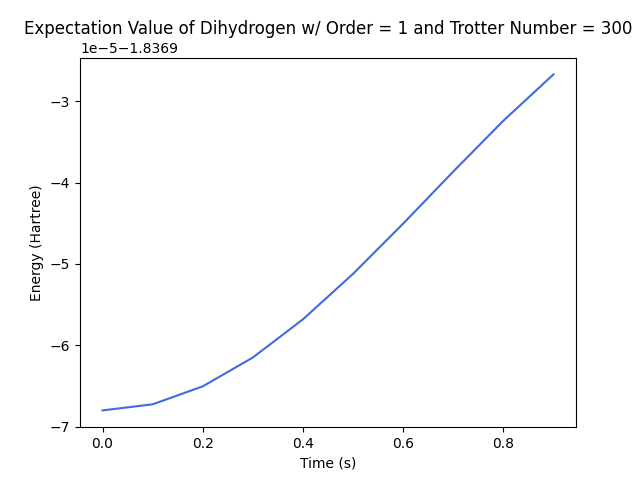 Expectation Value of Dihydrogen w/ Order = 1 and Trotter Number = 300
1e−5−1.8369
−3
−4
−5
−6
−7
Energy (Hartree)
0.0 0.2 0.4 0.6 0.8
Time (s)